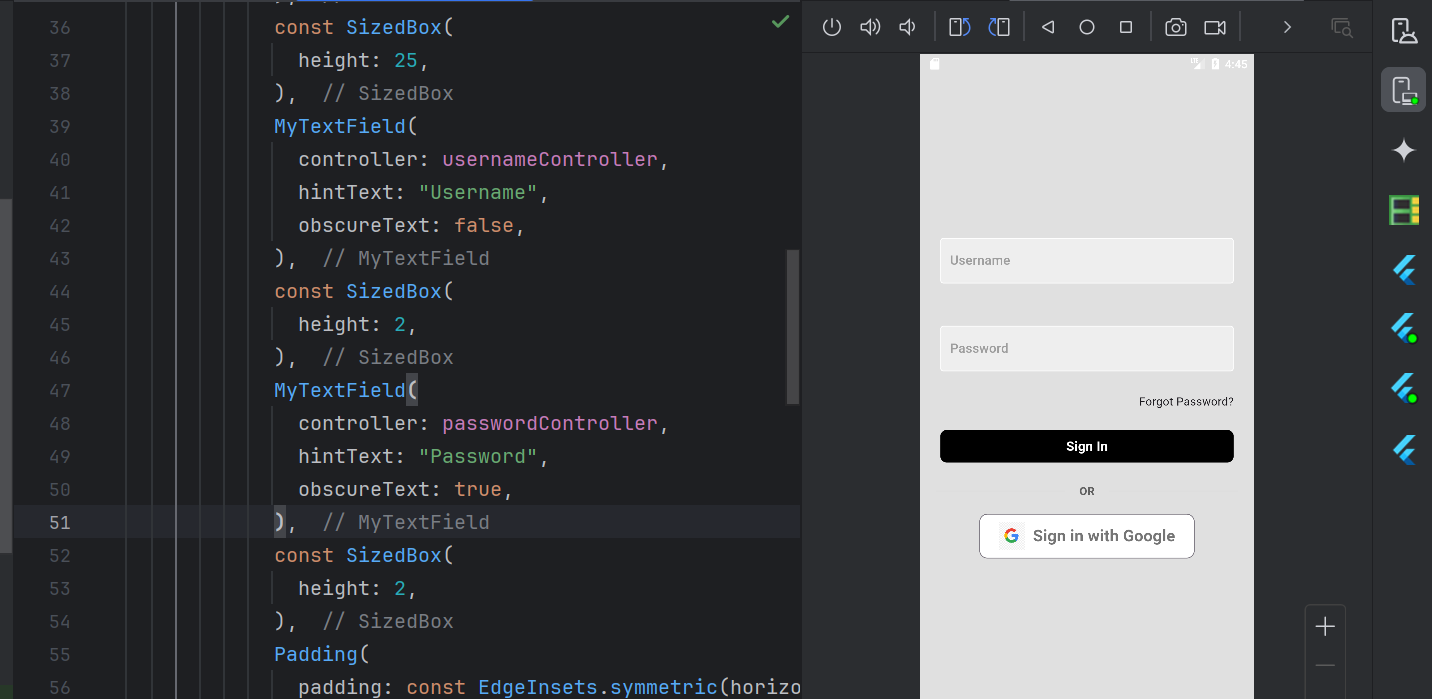 36 const SizedBox(
37 height: 25,
38 ), // SizedBox
39 MyTextField(
40 controller: usernameController,
41 hintText: "Username",
42 obscureText: false,
43 ), // MyTextField
44 const SizedBox(
45 height: 2,
46 ), // SizedBox
47 MyTextField(
48 controller: passwordController,
49 hintText: "Password",
50 obscureText: true,
51 ), // MyTextField
52 const SizedBox(
53 height: 2,
54 ), // SizedBox
55 Padding(
56 padding: const EdgeInsets.symmetric(horizo
LTE 4:45
Username
Password
Forgot Password?
Sign In
OR
G Sign in with Google